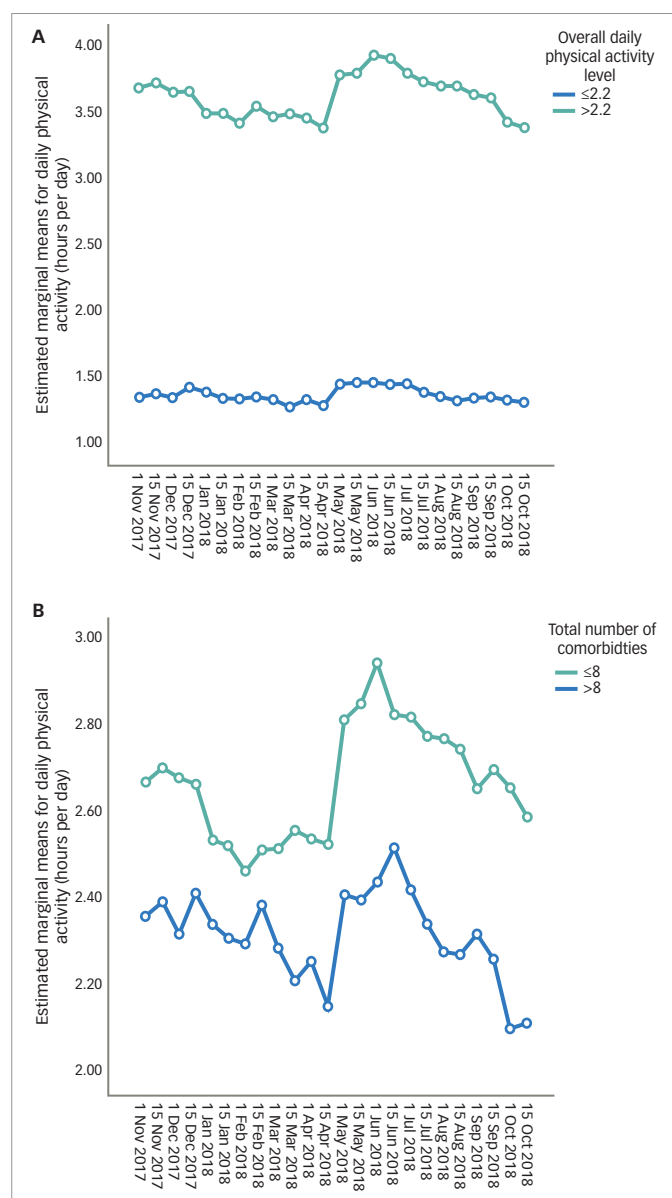 A
Overall daily
physical activity
level
≤2.2
>2.2
Estimated marginal means for daily physical
activity (hours per day)
4.00
3.50
3.00
2.50
2.00
1.50
1.00
1 Nov 2017
15 Nov 2017
1 Dec 2017
15 Dec 2017
1 Jan 2018
15 Jan 2018
1 Feb 2018
15 Feb 2018
1 Mar 2018
15 Mar 2018
1 Apr 2018
15 Apr 2018
1 May 2018
15 May 2018
1 Jun 2018
15 Jun 2018
1 Jul 2018
15 Jul 2018
1 Aug 2018
15 Aug 2018
1 Sep 2018
15 Sep 2018
1 Oct 2018
15 Oct 2018
B
Total number of
comorbidties
≤8
>8
Estimated marginal means for daily physical
activity (hours per day)
3.00
2.80
2.60
2.40
2.20
2.00
1 Nov 2017
15 Nov 2017
1 Dec 2017
15 Dec 2017
1 Jan 2018
15 Jan 2018
1 Feb 2018
15 Feb 2018
1 Mar 2018
15 Mar 2018
1 Apr 2018
15 Apr 2018
1 May 2018
15 May 2018
1 Jun 2018
15 Jun 2018
1 Jul 2018
15 Jul 2018
1 Aug 2018
15 Aug 2018
1 Sep 2018
15 Sep 2018
1 Oct 2018
15 Oct 2018